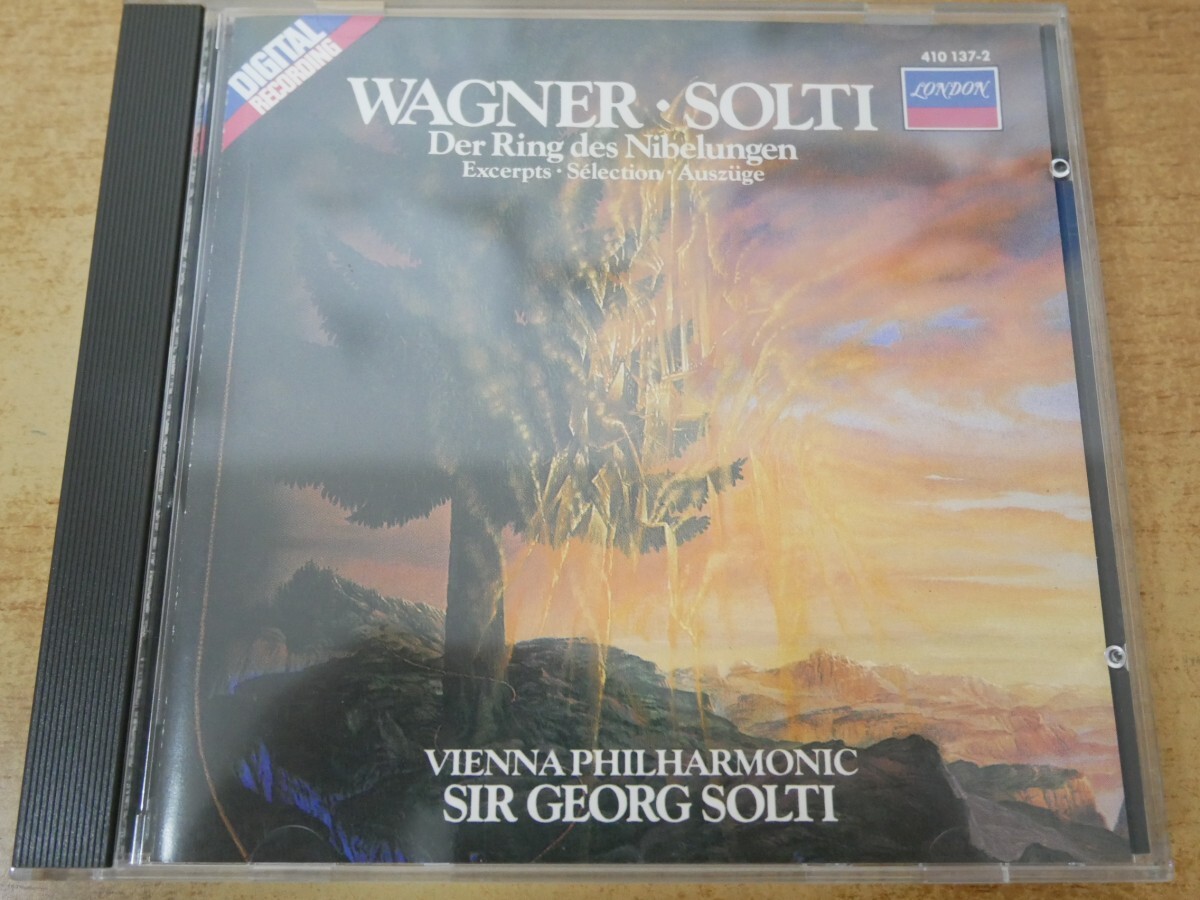 DIGITAL
RECORDING
410 137-2
LONDON
WAGNER · SOLTI
Der Ring des Nibelungen
Excerpts · Sélection · Auszüge
VIENNA PHILHARMONIC
SIR GEORG SOLTI